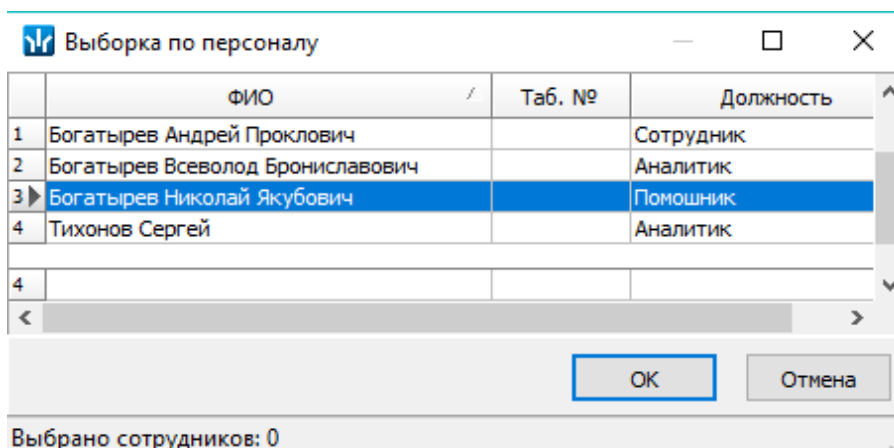 Выборка по персоналу
ФИО Таб. № Должность
1 Богатырев Андрей Проклович Сотрудник
2 Богатырев Всеволод Брониславович Аналитик
3 Богатырев Николай Якубович Помошник
4 Тихонов Сергей Аналитик
4
OK Отмена
Выбрано сотрудников: 0